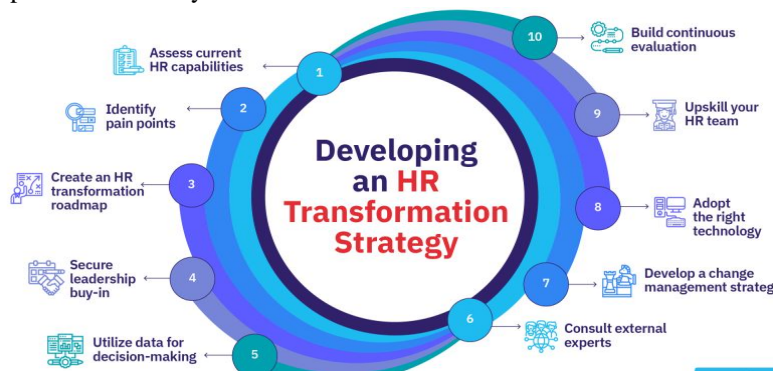 Developing
an HR
Transformation
Strategy
1
Assess current
HR capabilities
2
Identify
pain points
3
Create an HR
transformation
roadmap
4
Secure
leadership
buy-in
5
Utilize data for
decision-making
6
Consult external
experts
7
Develop a change
management strateg
8
Adopt
the right
technology
9
Upskill your
HR team
10
Build continuous
evaluation